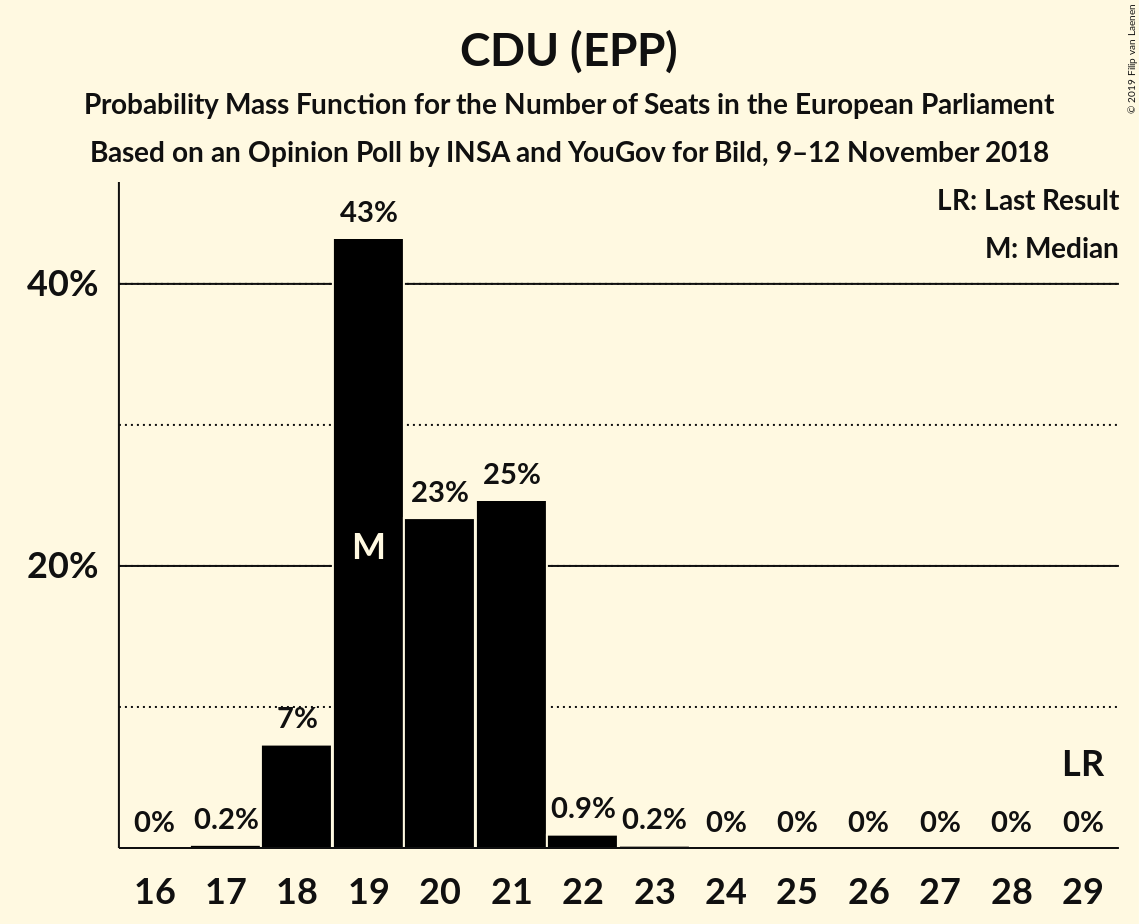 CDU (EPP)
Probability Mass Function for the Number of Seats in the European Parliament
Based on an Opinion Poll by INSA and YouGov for Bild, 9–12 November 2018
© 2019 Filip van Laenen
LR: Last Result
M: Median
43%
40%
25%
23%
M
20%
7%
LR
0% 0.2% 0.9% 0.2% 0% 0% 0% 0% 0% 0%
16 17 18 19 20 21 22 23 24 25 26 27 28 29